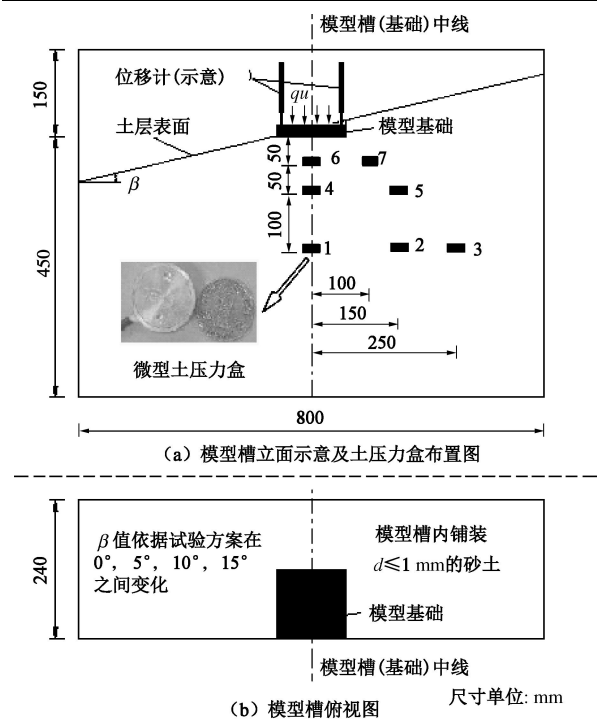 模型槽(基础)中线
150
位移计(示意)
qu
模型基础
土层表面
β
50
6
7
50
4
5
100
1
2
3
450
100
150
250
微型土压力盒
800
(a) 模型槽立面示意及土压力盒布置图
240
β值依据试验方案在
0°, 5°, 10°, 15°
之间变化
模型槽内铺装
d≤1 mm的砂土
模型基础
模型槽(基础)中线
尺寸单位: mm
(b) 模型槽俯视图